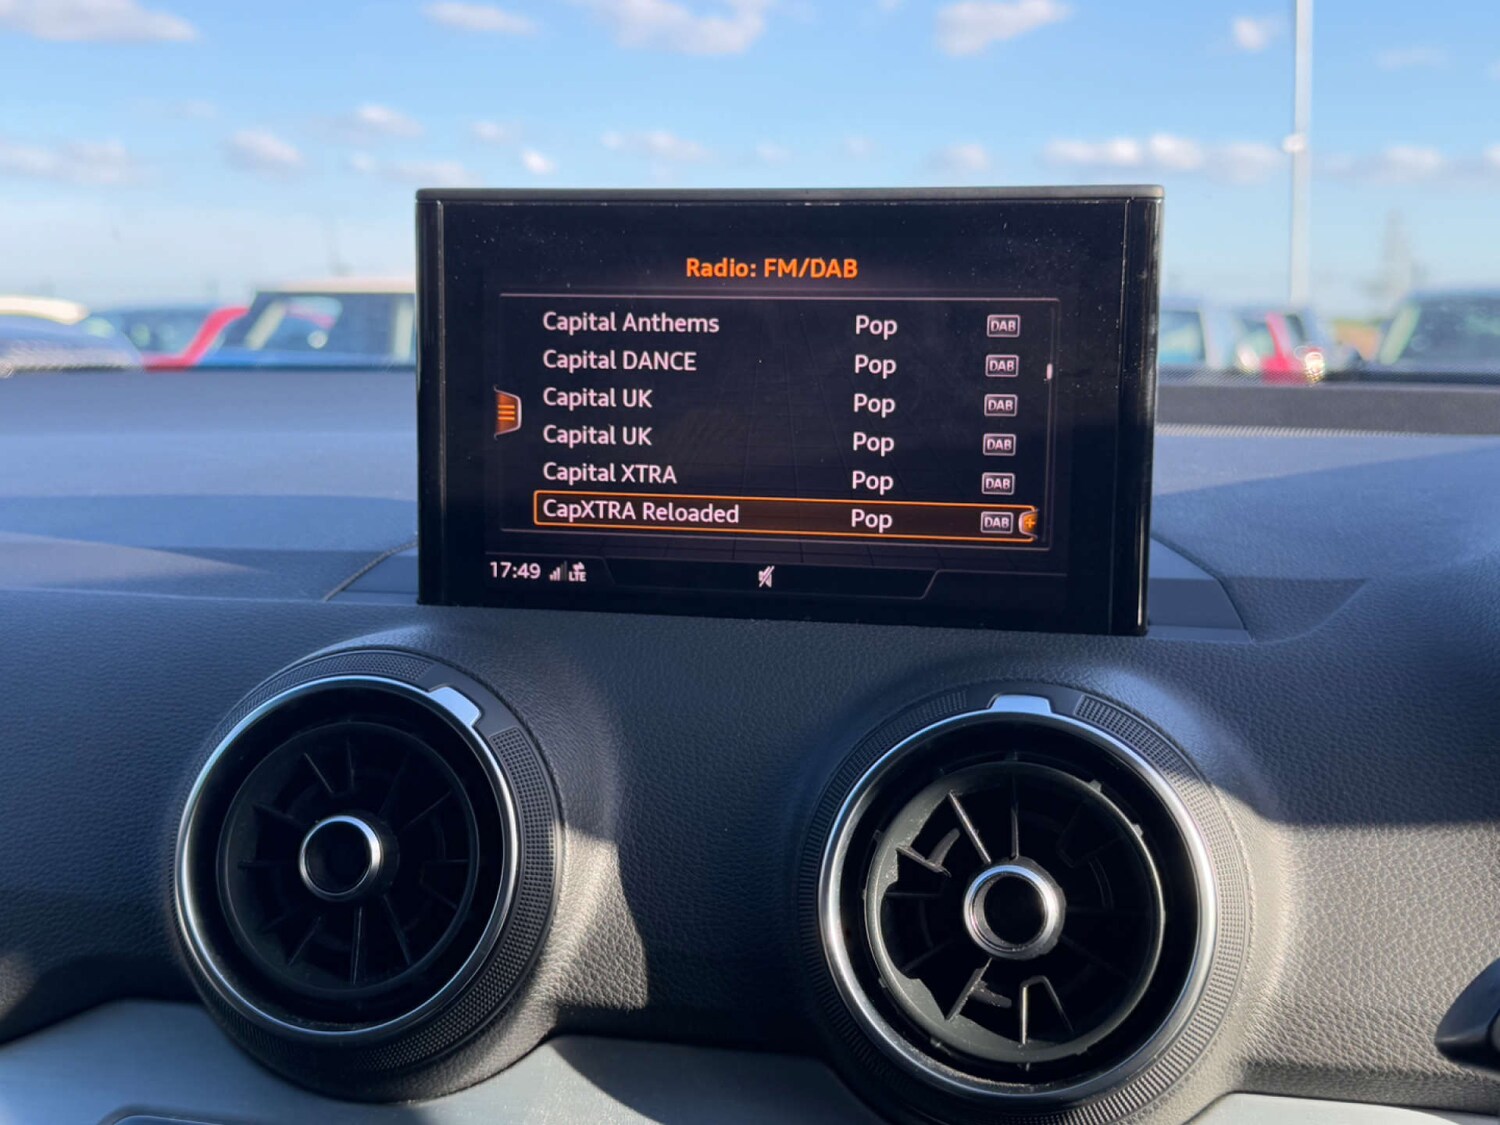 Radio: FM/DAB
Capital Anthems Pop DAB
Capital DANCE Pop DAB
Capital UK Pop DAB
Capital UK Pop DAB
Capital XTRA Pop DAB
CapXTRA Reloaded Pop DAB
17:49 LTE